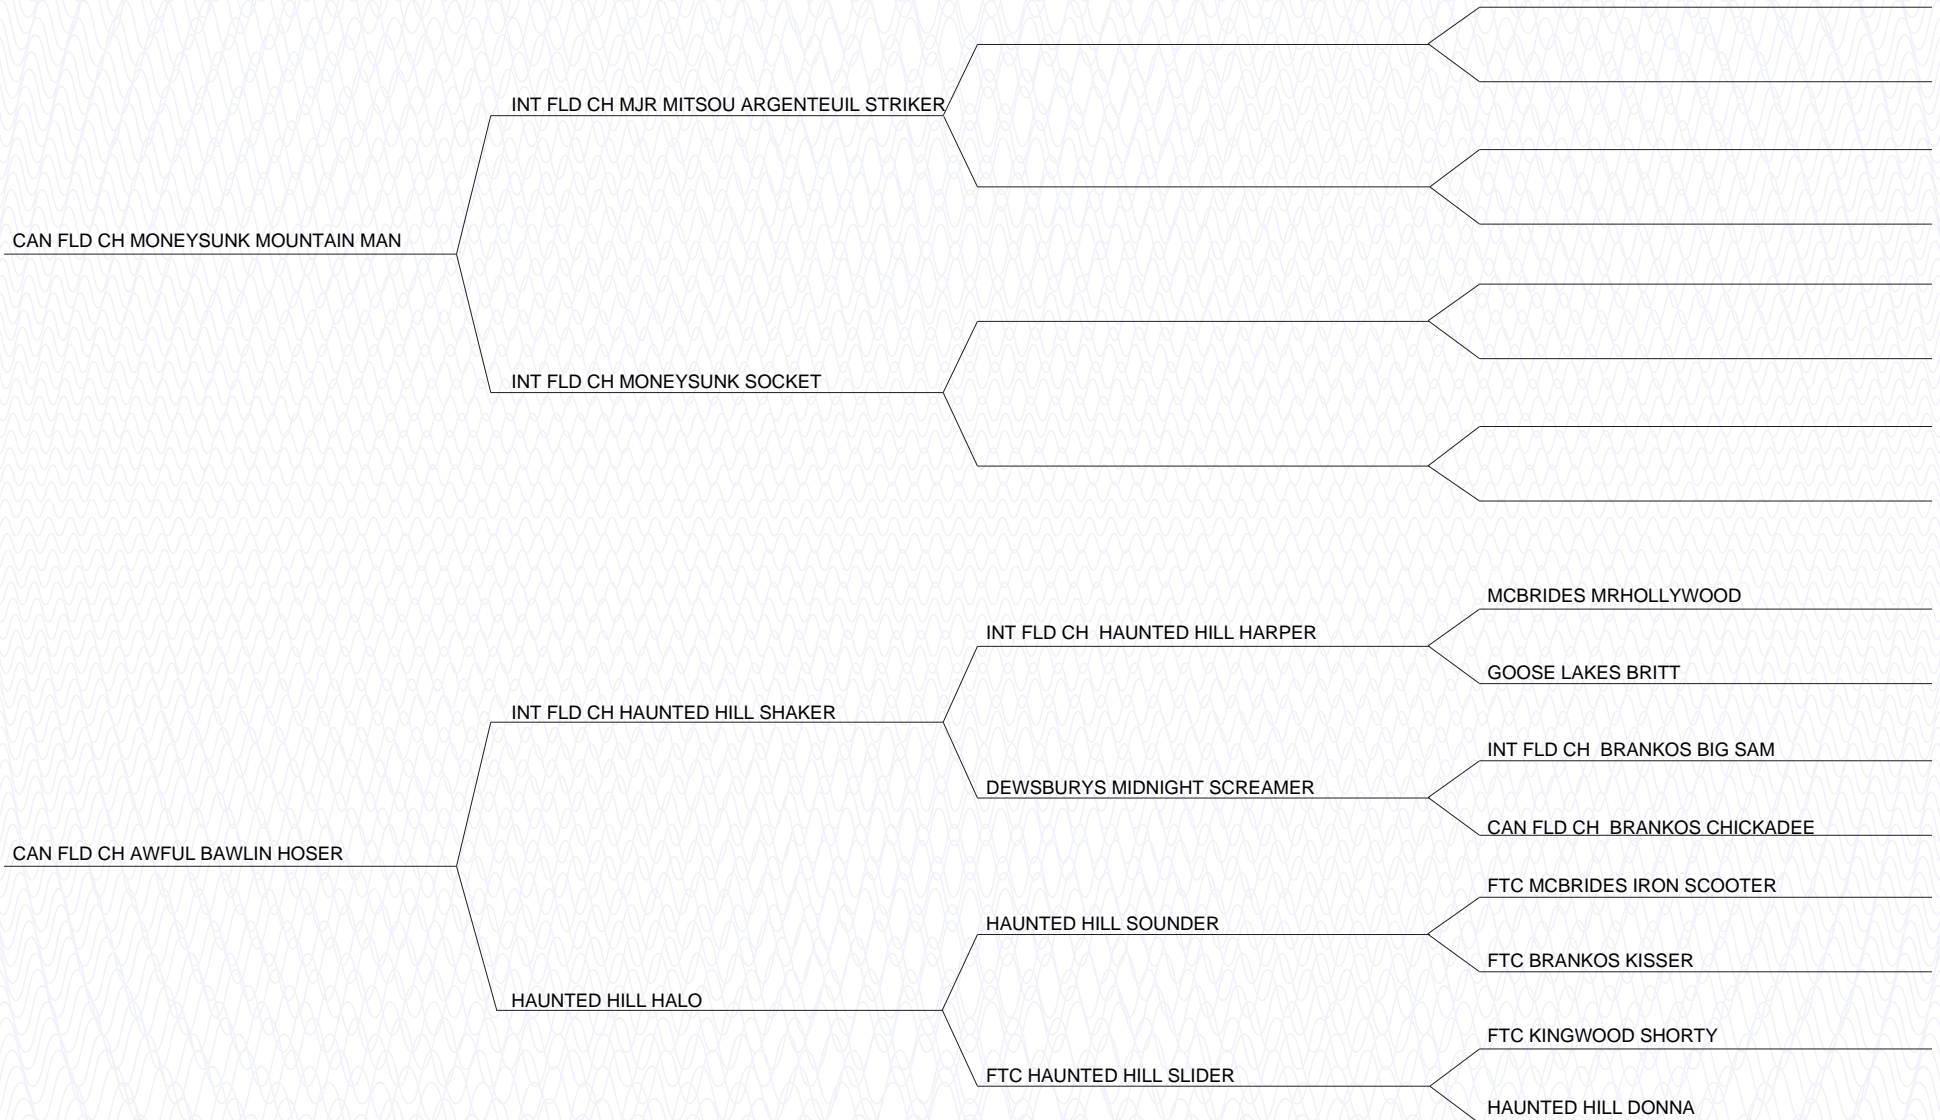 INT FLD CH MJR MITSOU ARGENTEUIL STRIKER
CAN FLD CH MONEYSUNK MOUNTAIN MAN
INT FLD CH MONEYSUNK SOCKET
MCBRIDES MRHOLLYWOOD
INT FLD CH  HAUNTED HILL HARPER
GOOSE LAKES BRITT
INT FLD CH HAUNTED HILL SHAKER
INT FLD CH  BRANKOS BIG SAM
DEWSBURYS MIDNIGHT SCREAMER
CAN FLD CH  BRANKOS CHICKADEE
CAN FLD CH AWFUL BAWLIN HOSER
FTC MCBRIDES IRON SCOOTER
HAUNTED HILL SOUNDER
FTC BRANKOS KISSER
HAUNTED HILL HALO
FTC KINGWOOD SHORTY
FTC HAUNTED HILL SLIDER
HAUNTED HILL DONNA